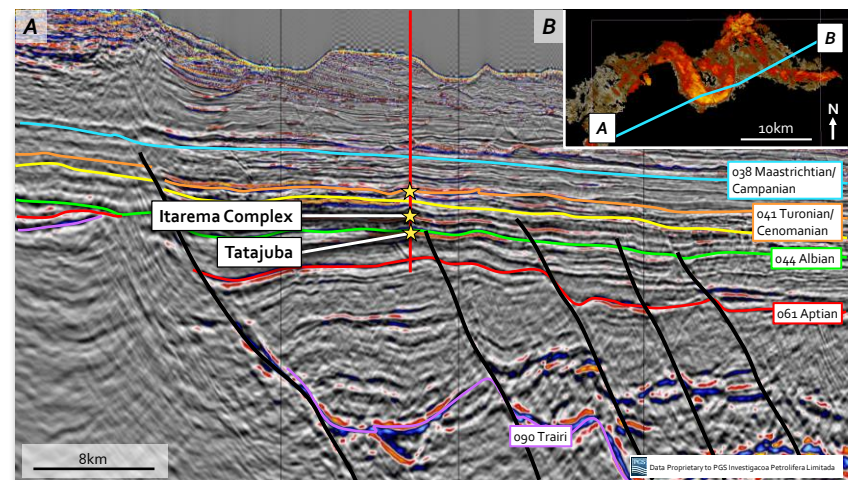 A
B
A
B
N
10km
038 Maastrichtian/
Campanian
Itarema Complex
041 Turonian/
Cenomanian
Tatajuba
044 Albian
061 Aptian
090 Trairi
8km
PGS
Data Proprietary to PGS Investigacoa Petrolifera Limitada